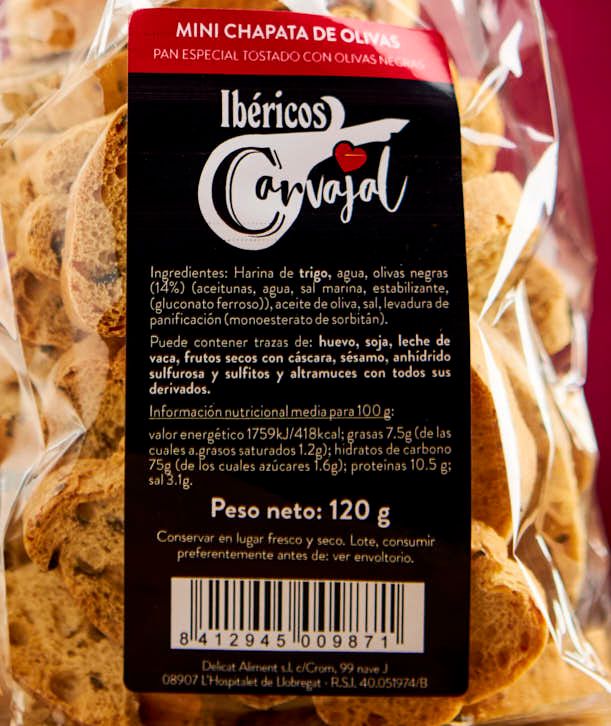 MINI CHAPATA DE OLIVAS
PAN ESPECIAL TOSTADO CON OLIVAS NEGRAS
Ibéricos
Carvajal
Ingredientes: Harina de trigo, agua, olivas negras
(14%) (aceitunas, agua, sal marina, estabilizante,
(gluconato ferroso)), aceite de oliva, sal, levadura de
panificación (monoesterato de sorbitán).
Puede contener trazas de: huevo, soja, leche de
vaca, frutos secos con cáscara, sésamo, anhídrido
sulfurosa y sulfitos y altramuces con todos sus
derivados.
Información nutricional media para 100 g:
valor energético 1759kJ/418kcal; grasas 7.5g (de las
cuales a.grasos saturados 1.2g); hidratos de carbono
75g (de los cuales azúcares 1.6g); proteinas 10.5 g;
sal 3.1g.
Peso neto: 120 g
Conservar en lugar fresco y seco. Lote, consumir
preferentemente antes de: ver envoltorio.
8 412945 009871
Delicat Aliment s.l. c/Crom, 99 nave J
08907 L'Hospitalet de Llobregat - R.S.I. 40.051974/B